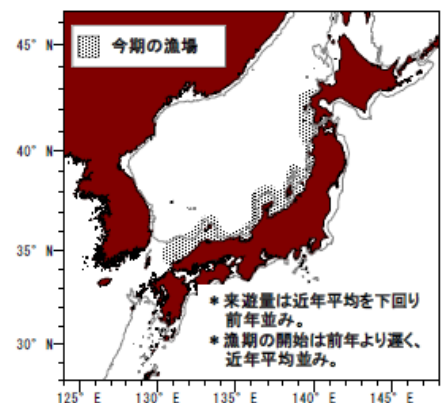 45° N
今期の漁場
40° N
35° N
＊来遊量は近年平均を下回り
前年並み。
＊漁期の開始は前年より遅く、
近年平均並み。
30° N
125° E
130° E
135° E
140° E
145° E